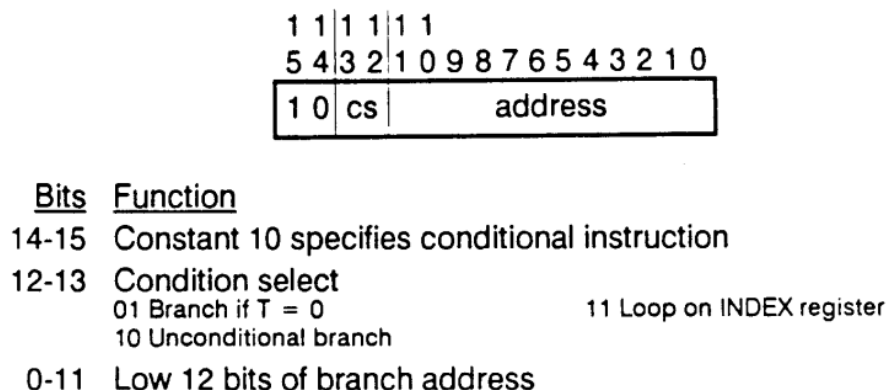 1 1 1 1 1 1
5 4 3 2 1 0 9 8 7 6 5 4 3 2 1 0
1 0 cs address
Bits Function
14-15 Constant 10 specifies conditional instruction
12-13 Condition select
01 Branch if T = 0 11 Loop on INDEX register
10 Unconditional branch
0-11 Low 12 bits of branch address